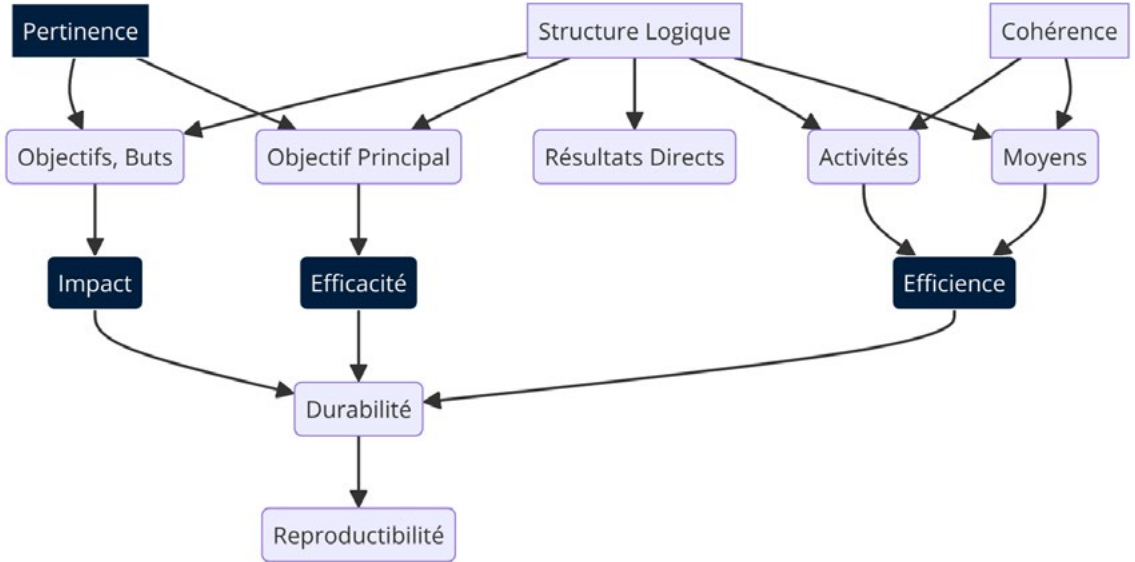 Pertinence
Structure Logique
Cohérence
Objectifs, Buts
Objectif Principal
Résultats Directs
Activités
Moyens
Impact
Efficacité
Efficience
Durabilité
Reproductibilité